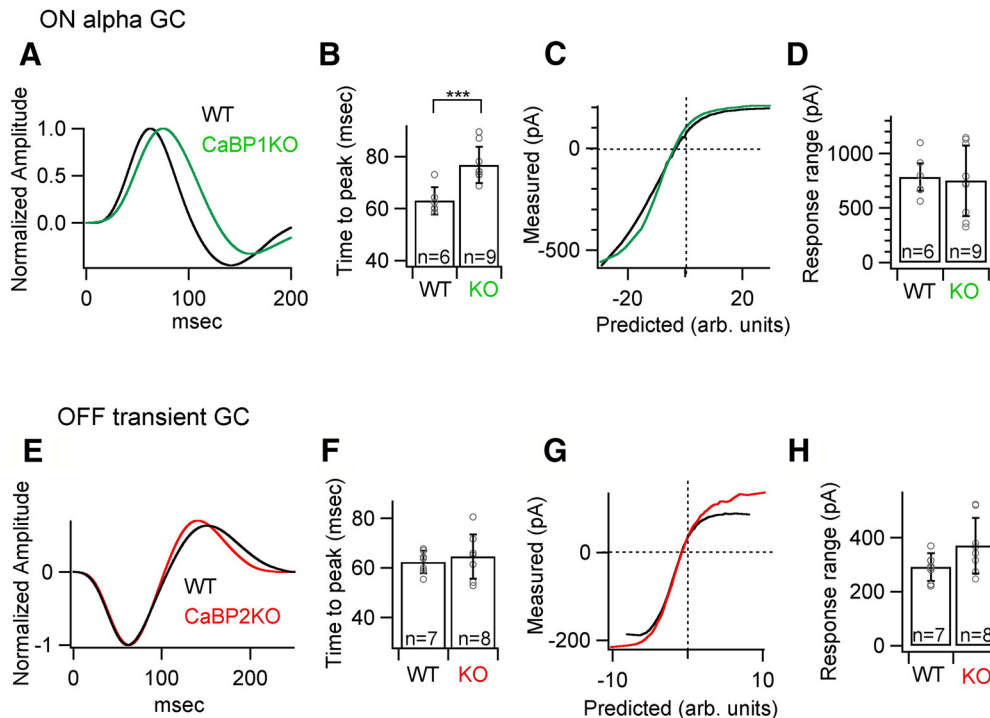 ON alpha GC
A
Normalized Amplitude
1.0
0.5
0.0
WT
CaBP1KO
0
100
200
msec
B
Time to peak (msec)
80
60
40
***
n=6
n=9
WT
KO
C
Measured (pA)
0
-500
-20
0
20
Predicted (arb. units)
D
Response range (pA)
1000
500
0
n=6
n=9
WT
KO
OFF transient GC
E
Normalized Amplitude
0
-1
WT
CaBP2KO
0
100
200
msec
F
Time to peak (msec)
80
60
40
n=7
n=8
WT
KO
G
Measured (pA)
0
-200
-10
0
10
Predicted (arb. units)
H
Response range (pA)
400
200
0
n=7
n=8
WT
KO